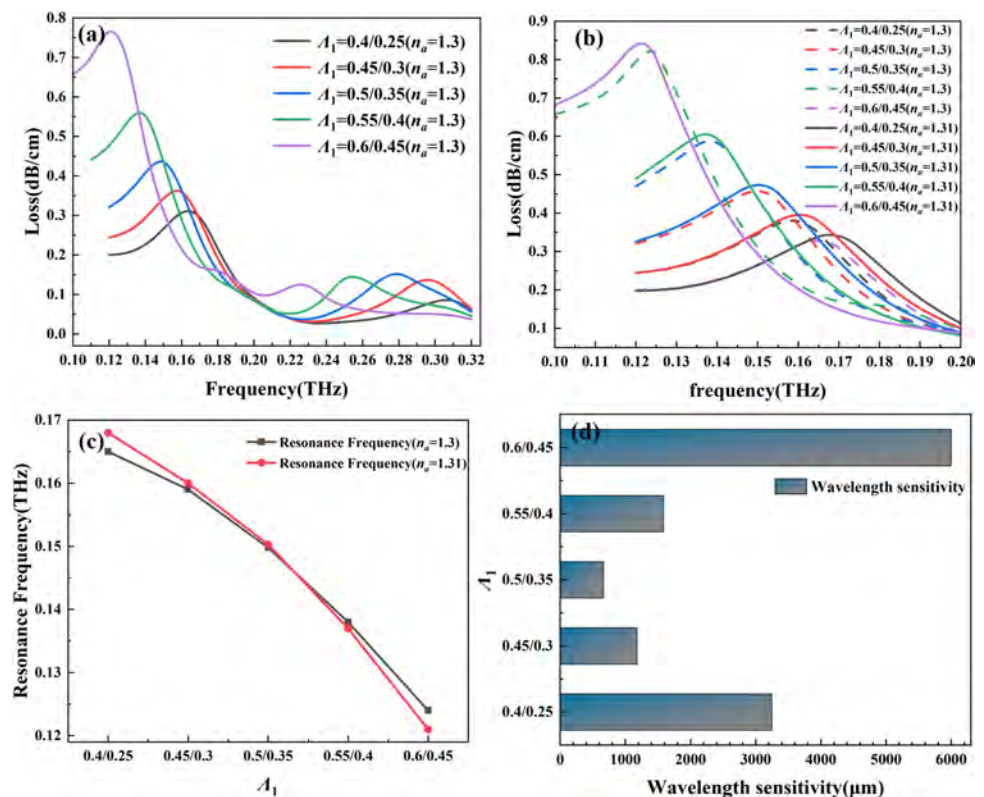 (a)
Λ₁=0.4/0.25(nₐ=1.3)
Λ₁=0.45/0.3(nₐ=1.3)
Λ₁=0.5/0.35(nₐ=1.3)
Λ₁=0.55/0.4(nₐ=1.3)
Λ₁=0.6/0.45(nₐ=1.3)
Loss(dB/cm)
0.8
0.7
0.6
0.5
0.4
0.3
0.2
0.1
0.0
0.10 0.12 0.14 0.16 0.18 0.20 0.22 0.24 0.26 0.28 0.30 0.32
Frequency(THz)
(b)
Λ₁=0.4/0.25(nₐ=1.3)
Λ₁=0.45/0.3(nₐ=1.3)
Λ₁=0.5/0.35(nₐ=1.3)
Λ₁=0.55/0.4(nₐ=1.3)
Λ₁=0.6/0.45(nₐ=1.3)
Λ₁=0.4/0.25(nₐ=1.31)
Λ₁=0.45/0.3(nₐ=1.31)
Λ₁=0.5/0.35(nₐ=1.31)
Λ₁=0.55/0.4(nₐ=1.31)
Λ₁=0.6/0.45(nₐ=1.31)
Loss(dB/cm)
0.9
0.8
0.7
0.6
0.5
0.4
0.3
0.2
0.1
0.10 0.11 0.12 0.13 0.14 0.15 0.16 0.17 0.18 0.19 0.20
frequency(THz)
(c)
Resonance Frequency(nₐ=1.3)
Resonance Frequency(nₐ=1.31)
Resonance Frequency(THz)
0.17
0.16
0.15
0.14
0.13
0.12
0.4/0.25 0.45/0.3 0.5/0.35 0.55/0.4 0.6/0.45
Λ₁
(d)
Wavelength sensitivity
Λ₁
0.6/0.45
0.55/0.4
0.5/0.35
0.45/0.3
0.4/0.25
0 1000 2000 3000 4000 5000 6000
Wavelength sensitivity(μm)